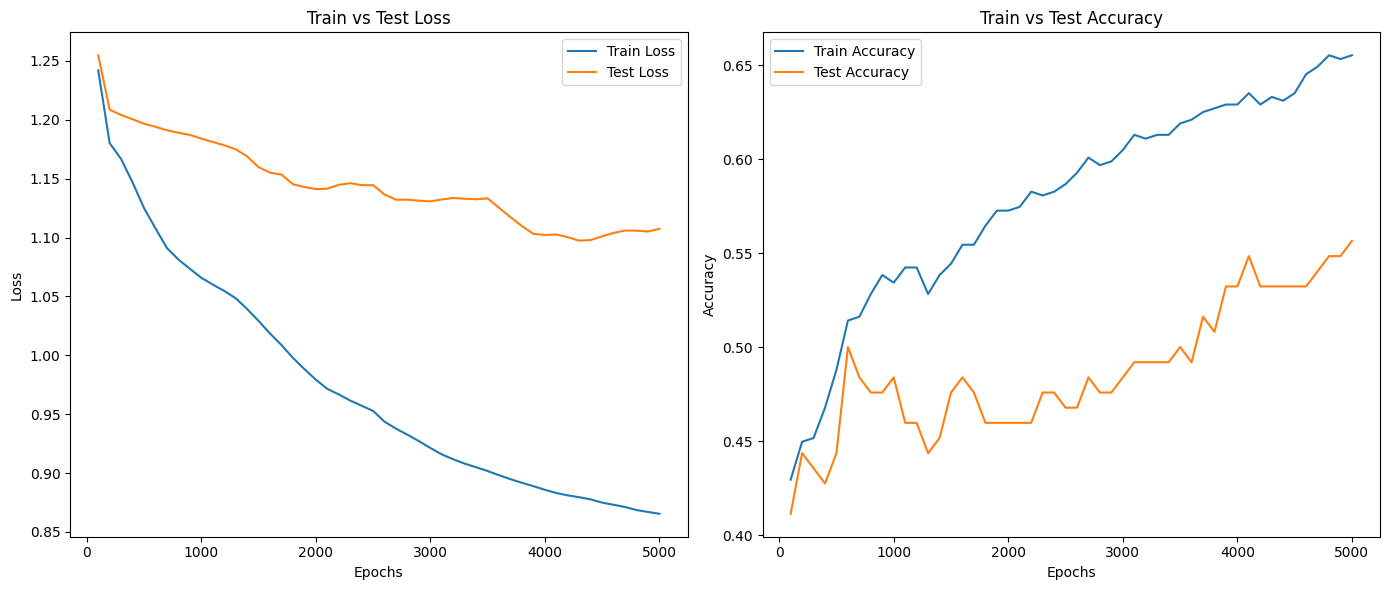 Train vs Test Loss
Train Loss
Test Loss
1.25
1.20
1.15
1.10
1.05
1.00
0.95
0.90
0.85
Loss
0 1000 2000 3000 4000 5000
Epochs
Train vs Test Accuracy
Train Accuracy
Test Accuracy
0.65
0.60
0.55
0.50
0.45
0.40
Accuracy
0 1000 2000 3000 4000 5000
Epochs